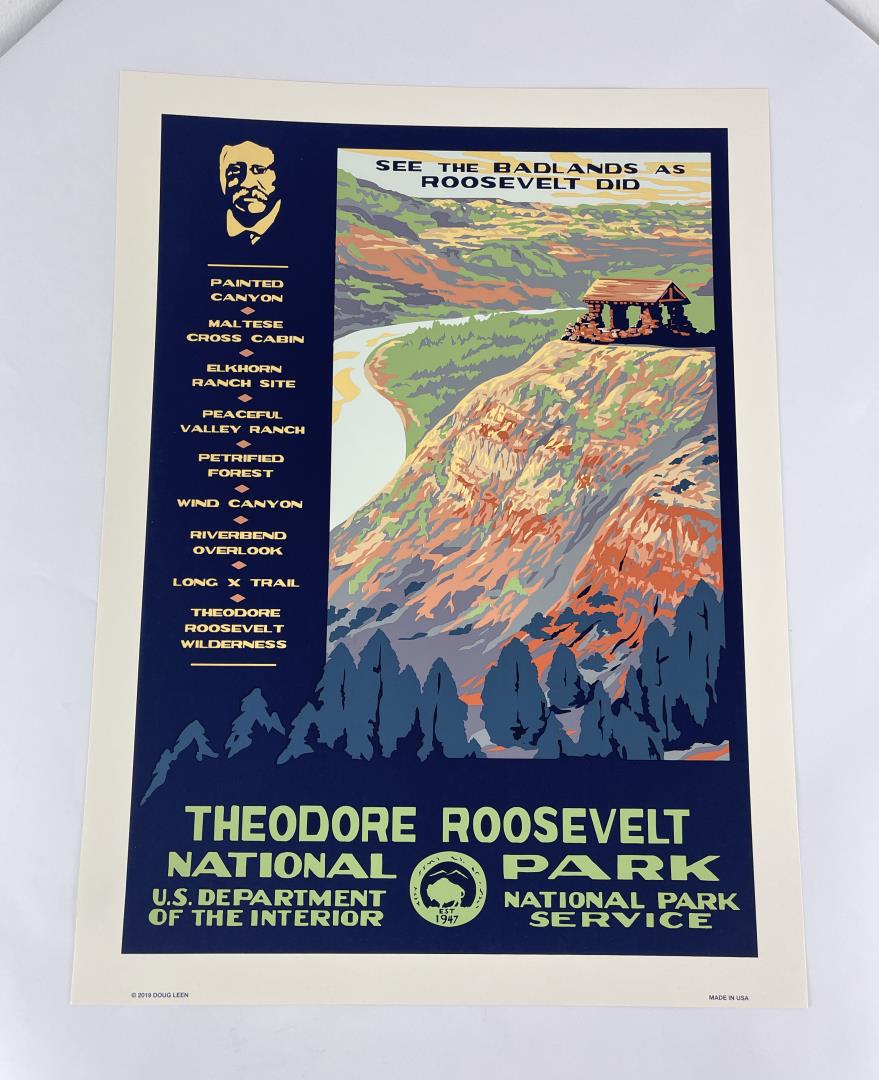 SEE THE BADLANDS AS
ROOSEVELT DID
PAINTED
CANYON
MALTESE
CROSS CABIN
ELKHORN
RANCH SITE
PEACEFUL
VALLEY RANCH
PETRIFIED
FOREST
WIND CANYON
RIVERBEND
OVERLOOK
LONG X TRAIL
THEODORE
ROOSEVELT
WILDERNESS
THEODORE ROOSEVELT
NATIONAL PARK
U.S. DEPARTMENT
OF THE INTERIOR
EST
1947
NATIONAL PARK
SERVICE
© 2019 DOUG LEEN
MADE IN USA